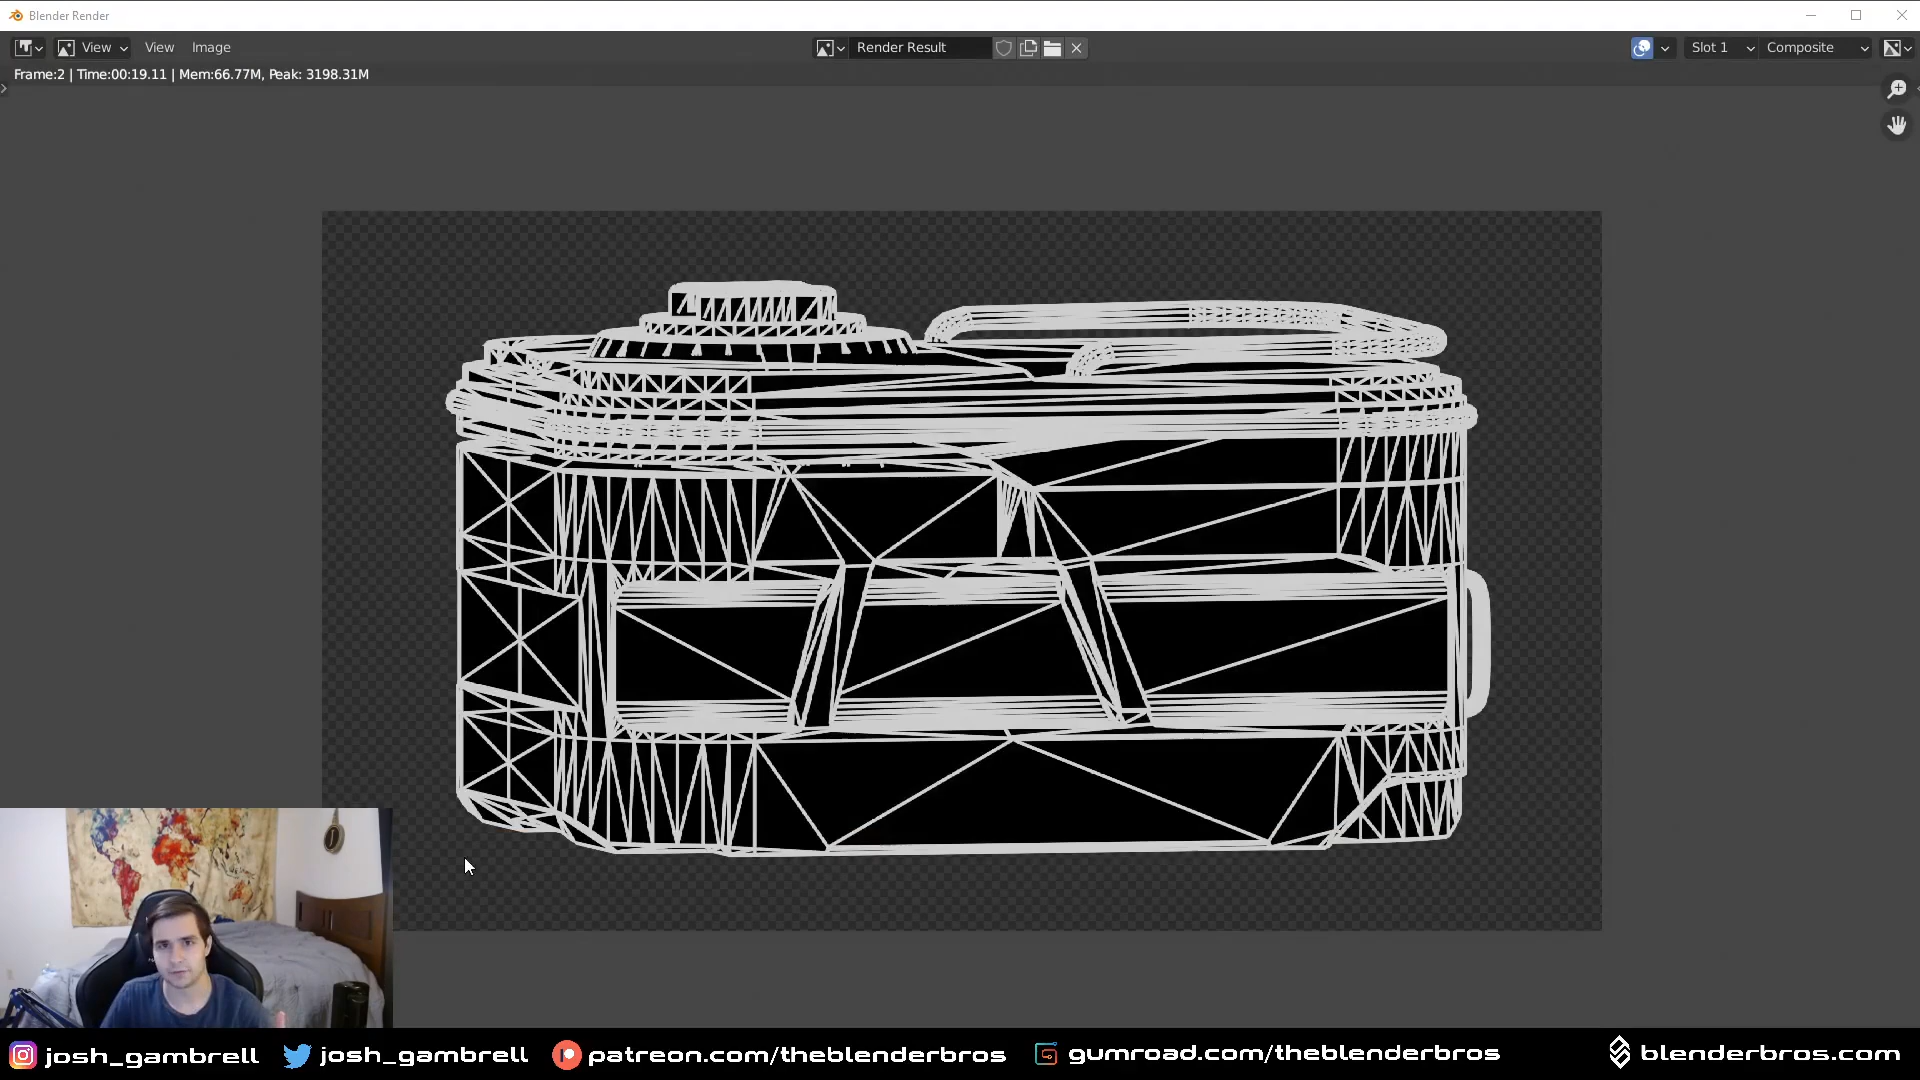 Blender Render
View View Image Render Result Slot 1 Composite
Frame:2 | Time:00:19.11 | Mem:66.77M, Peak: 3198.31M
josh_gambrell josh_gambrell patreon.com/theblenderbros gumroad.com/theblenderbros blenderbros.com